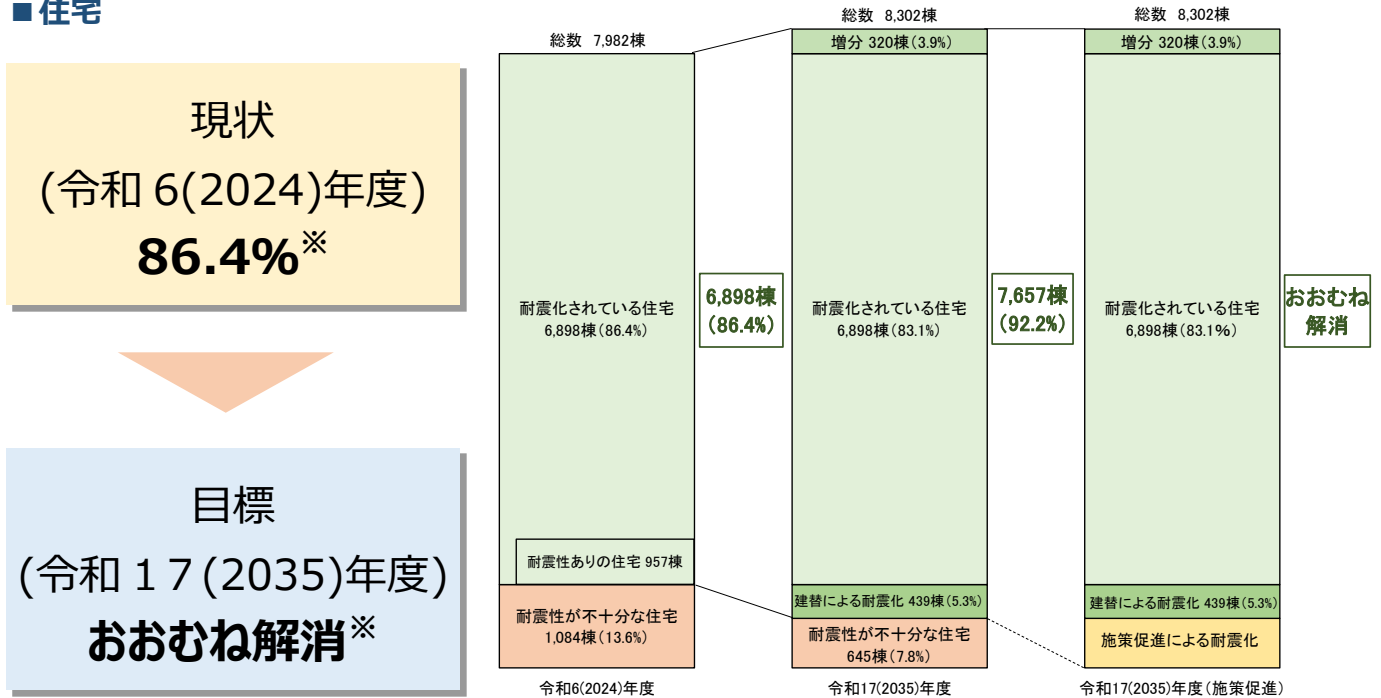 ■住宅
現状
(令和６(2024)年度)
86.4%※
目標
(令和１７(2035)年度)
おおむね解消※
総数 7,982棟
耐震化されている住宅
6,898棟(86.4%)
耐震性ありの住宅 957棟
耐震性が不十分な住宅
1,084棟(13.6%)
令和6(2024)年度
6,898棟
(86.4%)
総数 8,302棟
増分 320棟(3.9%)
耐震化されている住宅
6,898棟(83.1%)
建替による耐震化 439棟(5.3%)
耐震性が不十分な住宅
645棟(7.8%)
令和17(2035)年度
7,657棟
(92.2%)
総数 8,302棟
増分 320棟(3.9%)
耐震化されている住宅
6,898棟(83.1%)
建替による耐震化 439棟(5.3%)
施策促進による耐震化
令和17(2035)年度(施策促進)
おおむね
解消